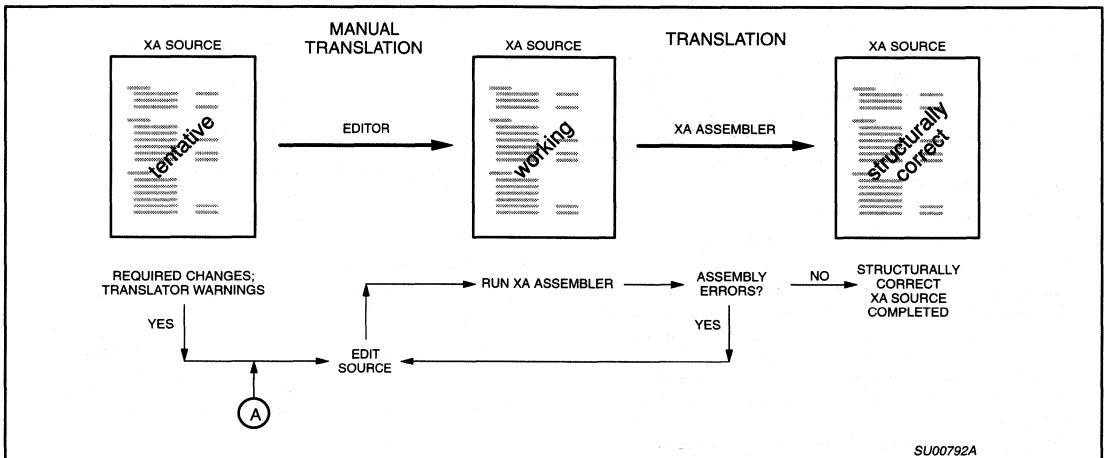 MANUAL
TRANSLATION
TRANSLATION
XA SOURCE
XA SOURCE
XA SOURCE
tentative
EDITOR
working
XA ASSEMBLER
structurally
correct
REQUIRED CHANGES;
TRANSLATOR WARNINGS
YES
EDIT
SOURCE
RUN XA ASSEMBLER
ASSEMBLY
ERRORS?
NO
YES
STRUCTURALLY
CORRECT
XA SOURCE
COMPLETED
A
SU00792A